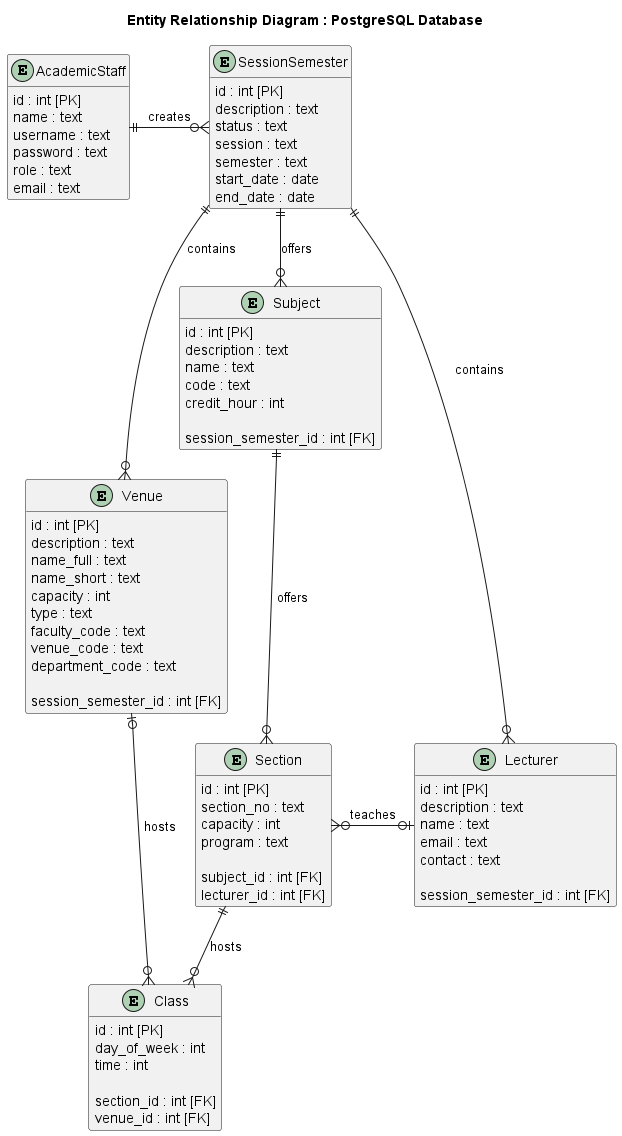 Entity Relationship Diagram : PostgreSQL Database
E AcademicStaff
id : int [PK]
name : text
username : text
password : text
role : text
email : text
creates
E SessionSemester
id : int [PK]
description : text
status : text
session : text
semester : text
start_date : date
end_date : date
contains
offers
contains
E Subject
id : int [PK]
description : text
name : text
code : text
credit_hour : int
session_semester_id : int [FK]
E Venue
id : int [PK]
description : text
name_full : text
name_short : text
capacity : int
type : text
faculty_code : text
venue_code : text
department_code : text
session_semester_id : int [FK]
offers
E Section
id : int [PK]
section_no : text
capacity : int
program : text
subject_id : int [FK]
lecturer_id : int [FK]
teaches
E Lecturer
id : int [PK]
description : text
name : text
email : text
contact : text
session_semester_id : int [FK]
hosts
hosts
E Class
id : int [PK]
day_of_week : int
time : int
section_id : int [FK]
venue_id : int [FK]